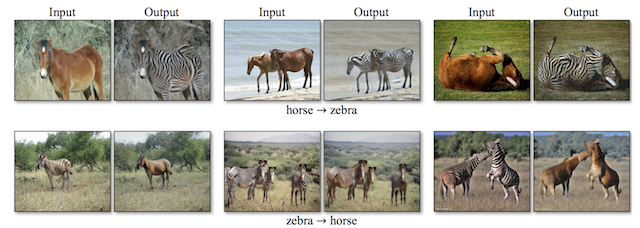 Input Output Input Output Input Output
horse → zebra
zebra → horse